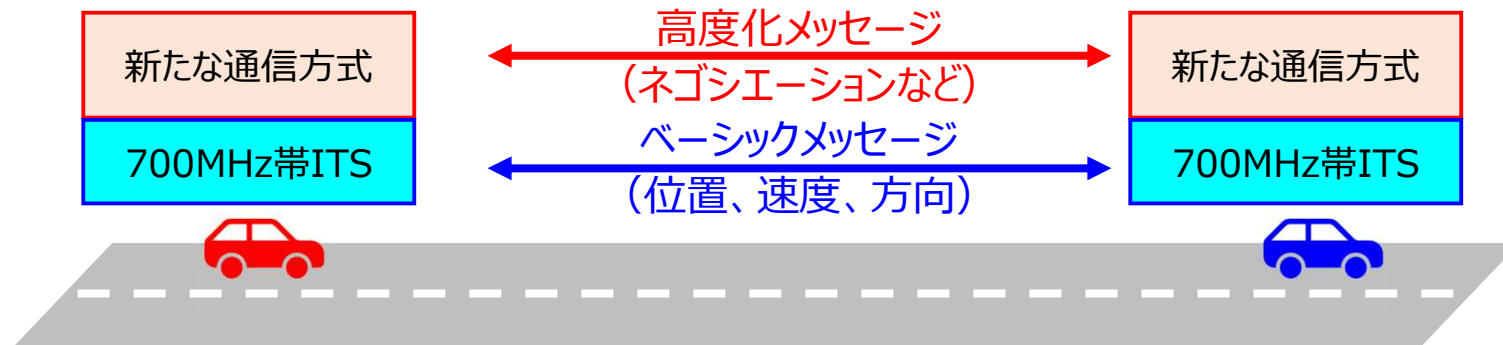 新たな通信方式
700MHz帯ITS
高度化メッセージ
（ネゴシエーションなど）
ベーシックメッセージ
（位置、速度、方向）
新たな通信方式
700MHz帯ITS